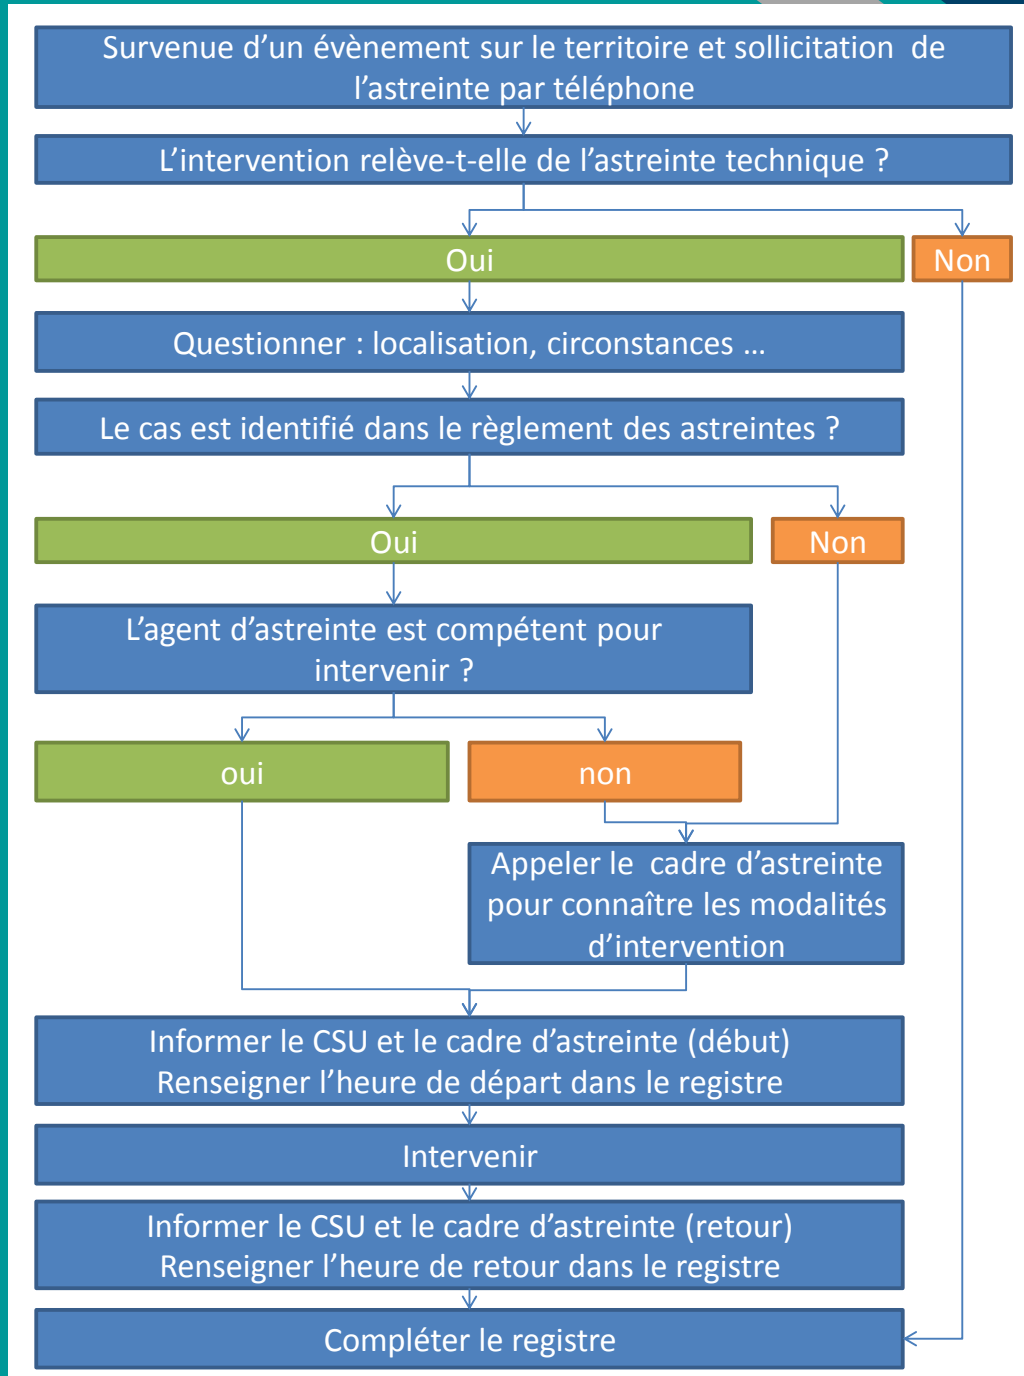 Survenue d’un évènement sur le territoire et sollicitation de
l’astreinte par téléphone
L’intervention relève-t-elle de l’astreinte technique ?
Oui
Non
Questionner : localisation, circonstances …
Le cas est identifié dans le règlement des astreintes ?
Oui
Non
L’agent d’astreinte est compétent pour
intervenir ?
oui
non
Appeler le cadre d’astreinte
pour connaître les modalités
d’intervention
Informer le CSU et le cadre d’astreinte (début)
Renseigner l’heure de départ dans le registre
Intervenir
Informer le CSU et le cadre d’astreinte (retour)
Renseigner l’heure de retour dans le registre
Compléter le registre